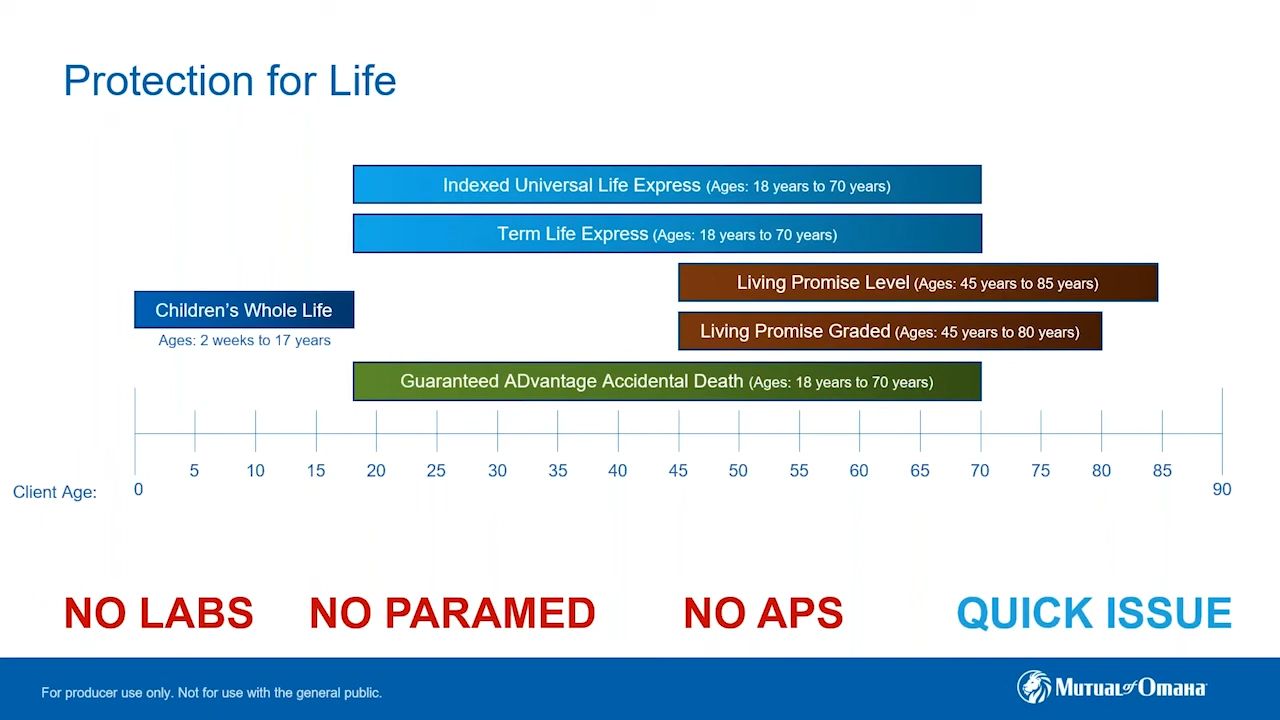 Protection for Life
Indexed Universal Life Express (Ages: 18 years to 70 years)
Term Life Express (Ages: 18 years to 70 years)
Living Promise Level (Ages: 45 years to 85 years)
Children's Whole Life
Living Promise Graded (Ages: 45 years to 80 years)
Ages: 2 weeks to 17 years
Guaranteed ADvantage Accidental Death (Ages: 18 years to 70 years)
5 10 15 20 25 30 35 40 45 50 55 60 65 70 75 80 85
Client Age: 0 90
NO LABS NO PARAMED NO APS QUICK ISSUE
For producer use only. Not for use with the general public.
Mutual of Omaha